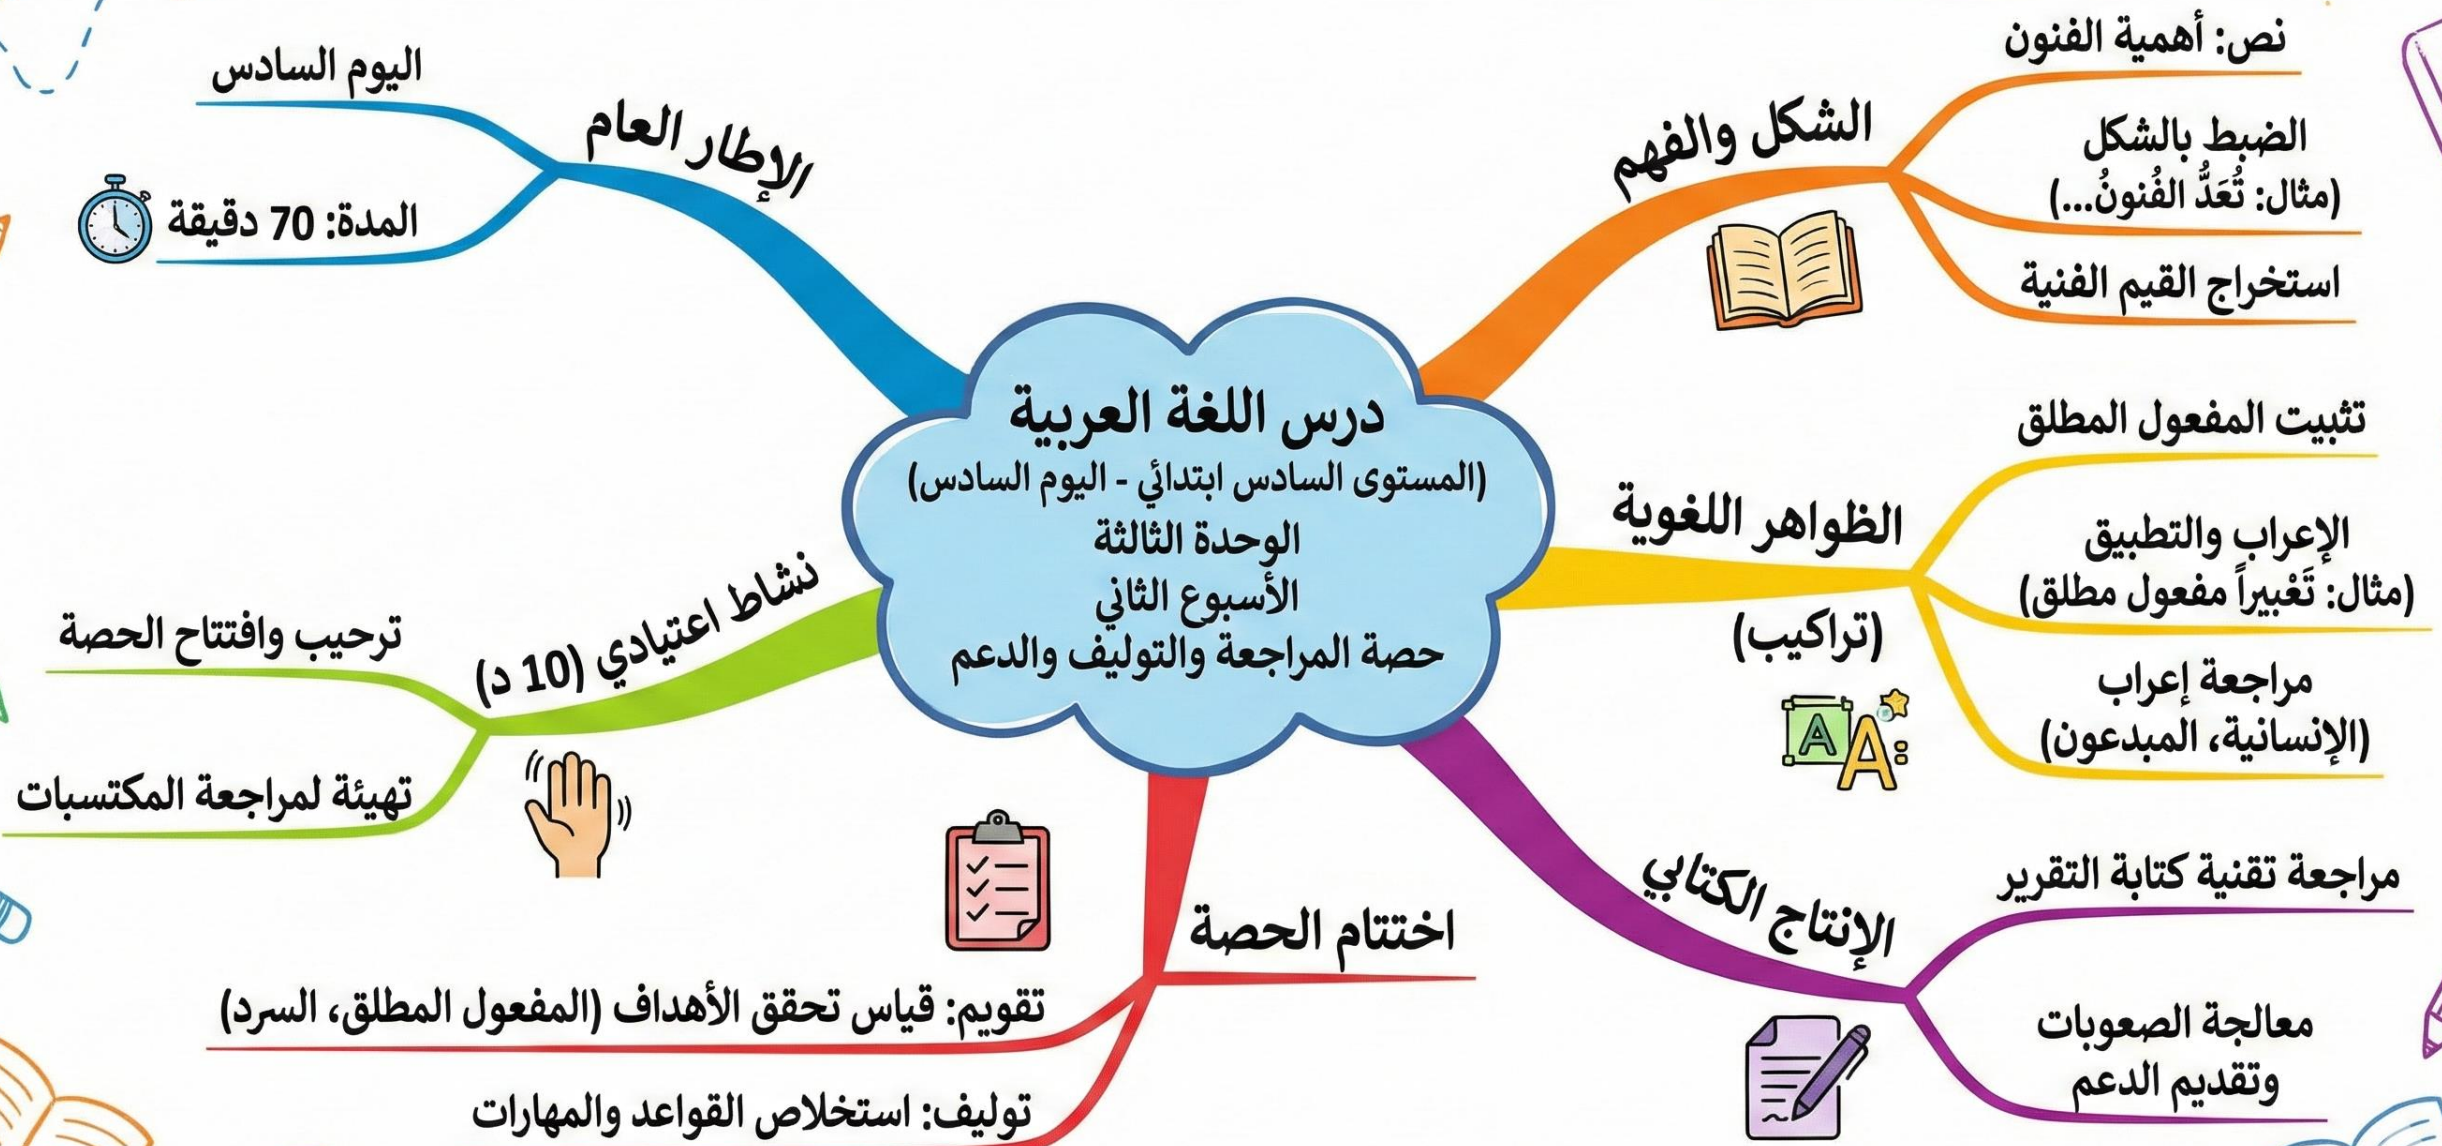 درس اللغة العربية
(المستوى السادس ابتدائي - اليوم السادس)
الوحدة الثالثة
الأسبوع الثاني
حصة المراجعة والتوليف والدعم
الإطار العام
اليوم السادس
المدة: 70 دقيقة
نشاط اعتيادي (10 د)
ترحيب وافتتاح الحصة
تهيئة لمراجعة المكتسبات
الشكل والفهم
نص: أهمية الفنون
الضبط بالشكل
(مثال: تُعَدُّ الفُنونُ...)
استخراج القيم الفنية
الظواهر اللغوية
(تراكيب)
تثبيت المفعول المطلق
الإعراب والتطبيق
(مثال: تَعْبيراً مفعول مطلق)
مراجعة إعراب
(الإنسانية، المبدعون)
A A
الإنتاج الكتابي
مراجعة تقنية كتابة التقرير
معالجة الصعوبات
وتقديم الدعم
اختتام الحصة
تقويم: قياس تحقق الأهداف (المفعول المطلق، السرد)
توليف: استخلاص القواعد والمهارات